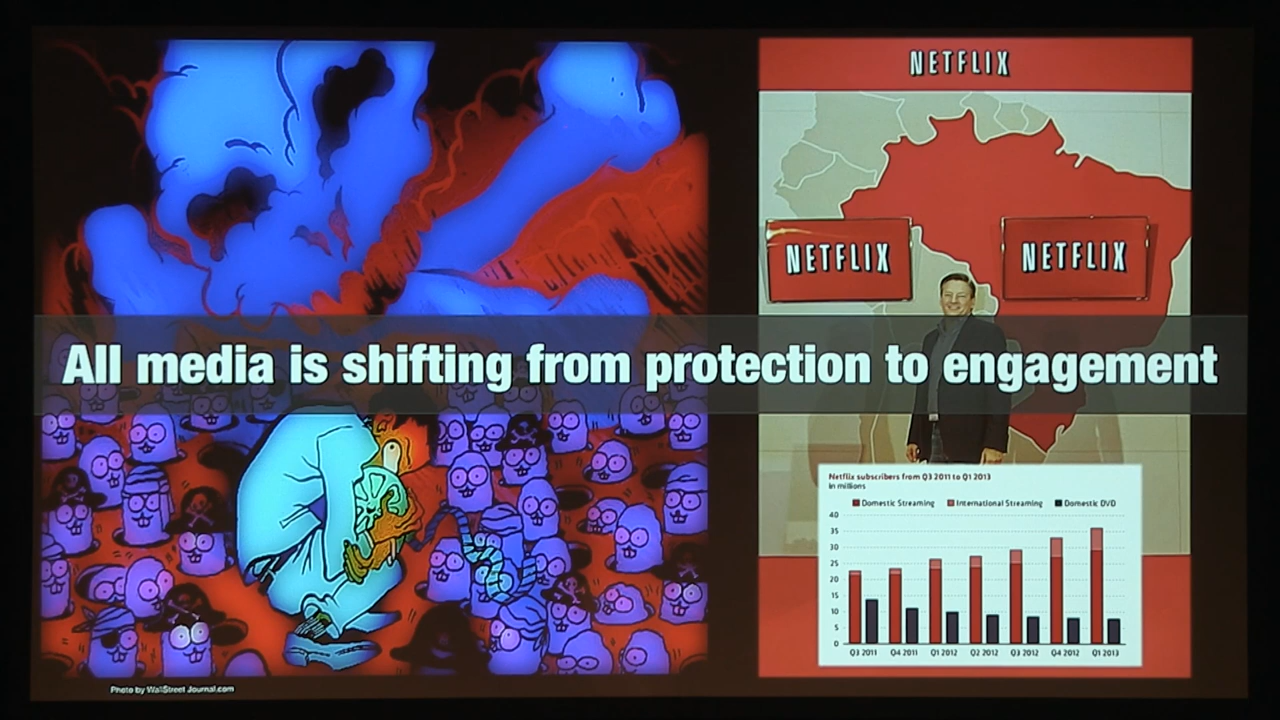 NETFLIX
NETFLIX
NETFLIX
All media is shifting from protection to engagement
Netflix subscribers from Q3 2011 to Q1 2013
In millions
Domestic Streaming
International Streaming
Domestic DVD
40
35
30
25
20
15
10
5
0
Q3 2011
Q4 2011
Q1 2012
Q2 2012
Q3 2012
Q4 2012
Q1 2013
Photo by WallStreet Journal.com